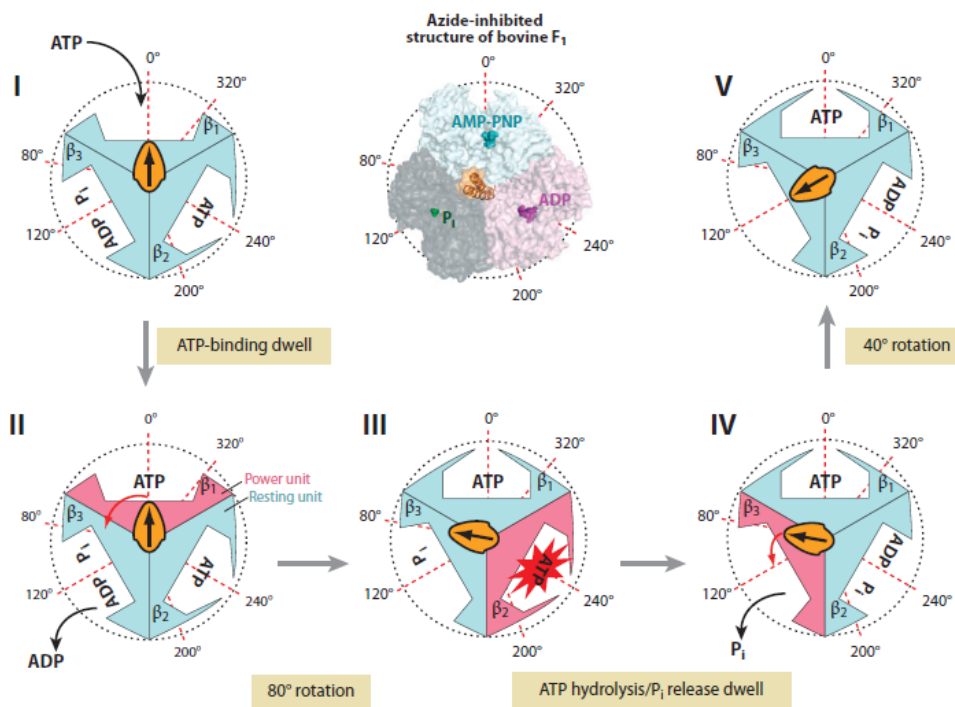 Azide-inhibited
structure of bovine F₁
I
ATP
0°
320°
80°
120°
240°
200°
β₁
β₃
β₂
Pᵢ
ADP
ATP
0°
320°
80°
120°
240°
200°
AMP-PNP
ADP
Pᵢ
V
0°
320°
80°
120°
240°
200°
ATP
β₁
β₃
β₂
ADP
Pᵢ
ATP-binding dwell
40° rotation
II
0°
320°
80°
120°
240°
200°
ATP
β₁
Power unit
Resting unit
β₃
Pᵢ
ADP
ATP
β₂
ADP
III
0°
320°
80°
120°
240°
200°
ATP
β₁
β₃
Pᵢ
ATP
β₂
IV
0°
320°
80°
120°
240°
200°
ATP
β₁
β₃
ADP
Pᵢ
β₂
Pᵢ
80° rotation
ATP hydrolysis/Pᵢ release dwell